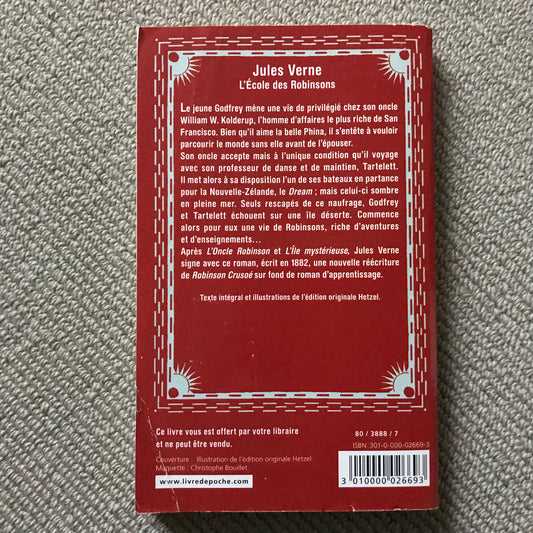 Jules Verne
L'École des Robinsons
Le jeune Godfrey mène une vie de privilégié chez son oncle
William W. Kolderup, l'homme d'affaires le plus riche de San
Francisco. Bien qu'il aime la belle Phina, il s'entête à vouloir
parcourir le monde sans elle avant de l'épouser.
Son oncle accepte mais à l'unique condition qu'il voyage
avec son professeur de danse et de maintien, Tartelett.
Il met alors à sa disposition l'un de ses bateaux en partance
pour la Nouvelle-Zélande, le Dream ; mais celui-ci sombre
en pleine mer. Seuls rescapés de ce naufrage, Godfrey
et Tartelett échouent sur une île déserte. Commence
alors pour eux une vie de Robinsons, riche d'aventures
et d'enseignements…
Après L'Oncle Robinson et L'Île mystérieuse, Jules Verne
signe avec ce roman, écrit en 1882, une nouvelle réécriture
de Robinson Crusoé sur fond de roman d'apprentissage.
Texte intégral et illustrations de l'édition originale Hetzel.
Ce livre vous est offert par votre libraire
et ne peut être vendu.
Couverture : Illustration de l'édition originale Hetzel.
Maquette : Christophe Bouillet.
www.livredepoche.com
80 / 3888 / 7
ISBN : 301-0-000-02669-3
3 010000 026693